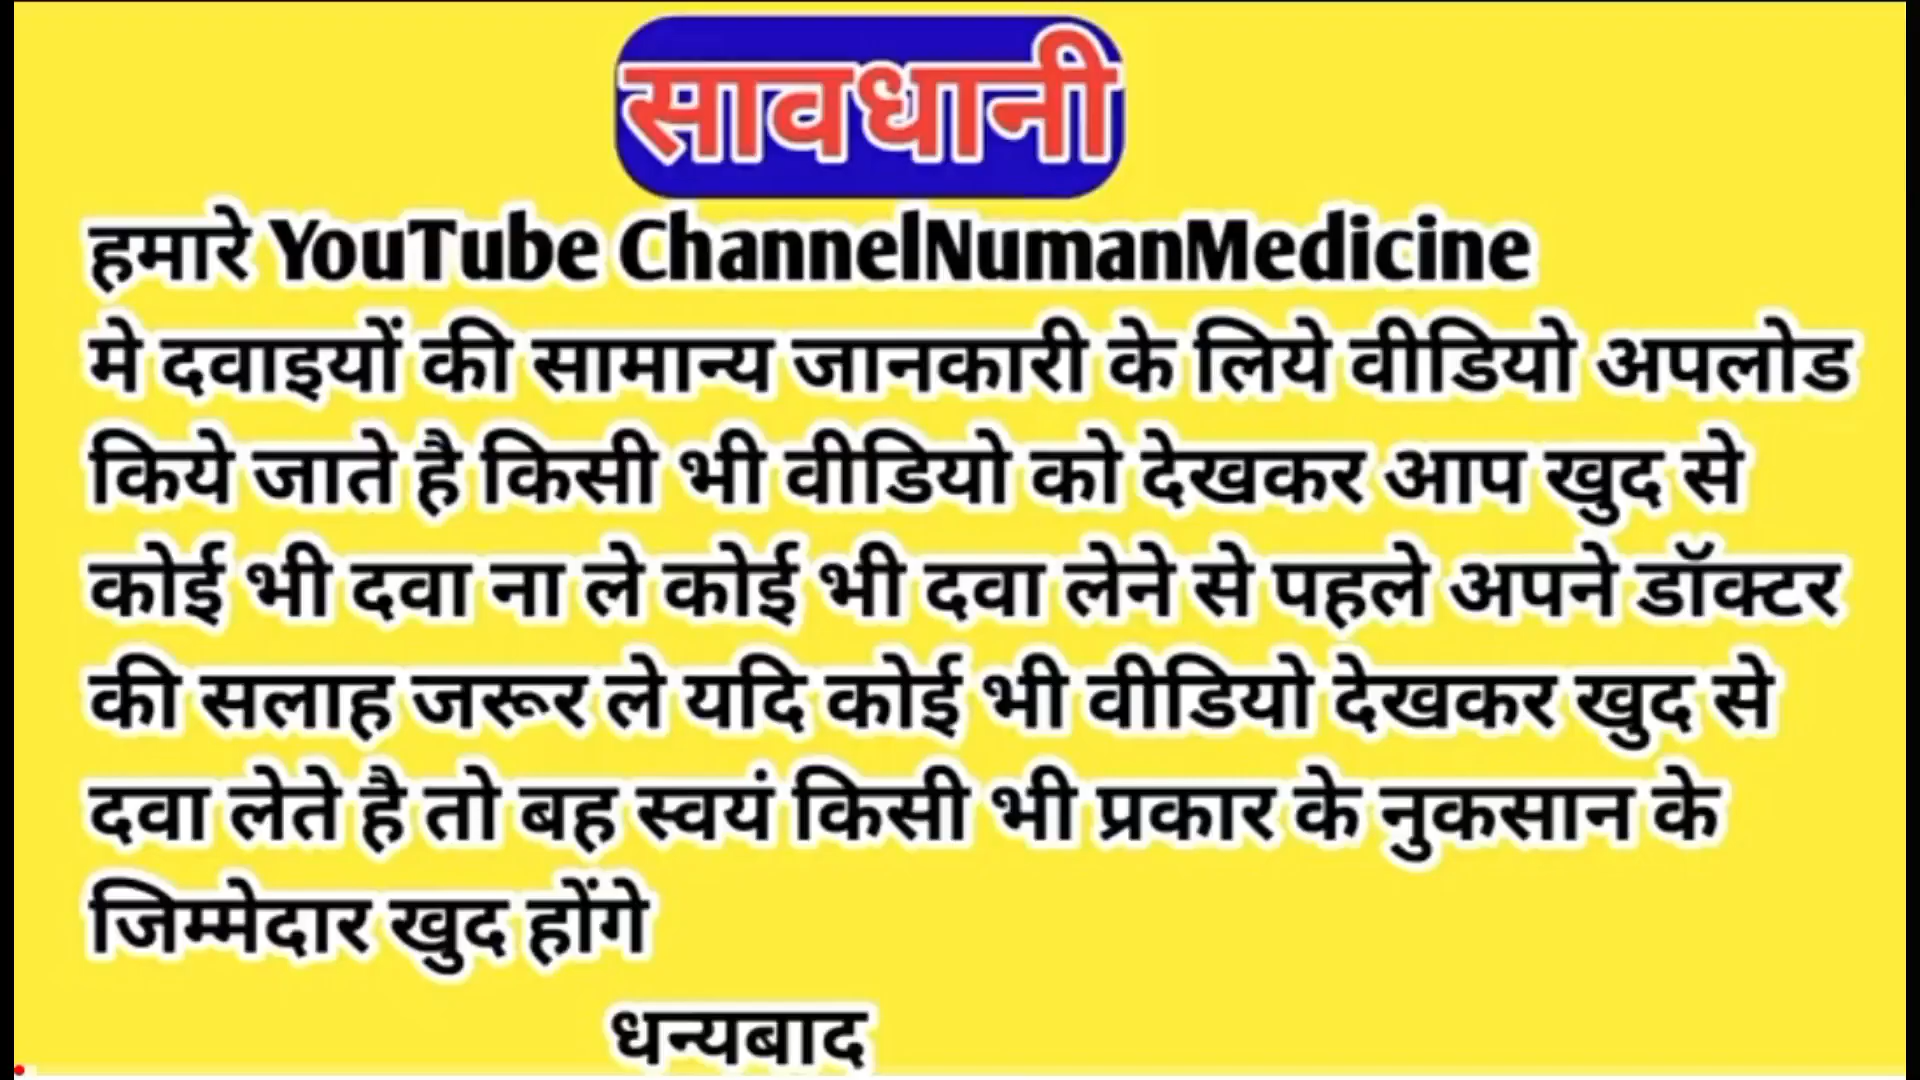 सावधानी
हमारे YouTube ChannelNumanMedicine
मे दवाइयों की सामान्य जानकारी के लिये वीडियो अपलोड
किये जाते है किसी भी वीडियो को देखकर आप खुद से
कोई भी दवा ना ले कोई भी दवा लेने से पहले अपने डॉक्टर
की सलाह जरूर ले यदि कोई भी वीडियो देखकर खुद से
दवा लेते है तो बह स्वयं किसी भी प्रकार के नुकसान के
जिम्मेदार खुद होंगे
धन्यबाद